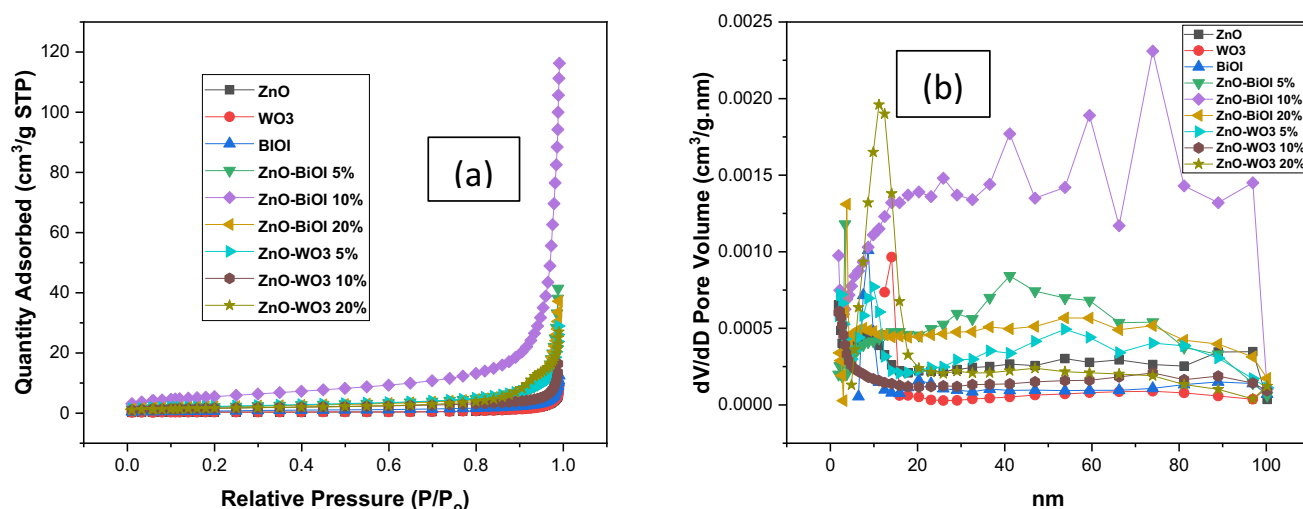 Quantity Adsorbed (cm³/g STP)
120
100
80
60
40
20
0
0.0
0.2
0.4
0.6
0.8
1.0
Relative Pressure (P/Pₒ)
ZnO
WO3
BIOI
ZnO-BiOI 5%
ZnO-BiOI 10%
ZnO-BiOI 20%
ZnO-WO3 5%
ZnO-WO3 10%
ZnO-WO3 20%
(a)
dV/dD Pore Volume (cm³/g.nm)
0.0025
0.0020
0.0015
0.0010
0.0005
0.0000
0
20
40
60
80
100
nm
(b)
ZnO
WO3
BiOI
ZnO-BiOI 5%
ZnO-BiOI 10%
ZnO-BiOI 20%
ZnO-WO3 5%
ZnO-WO3 10%
ZnO-WO3 20%